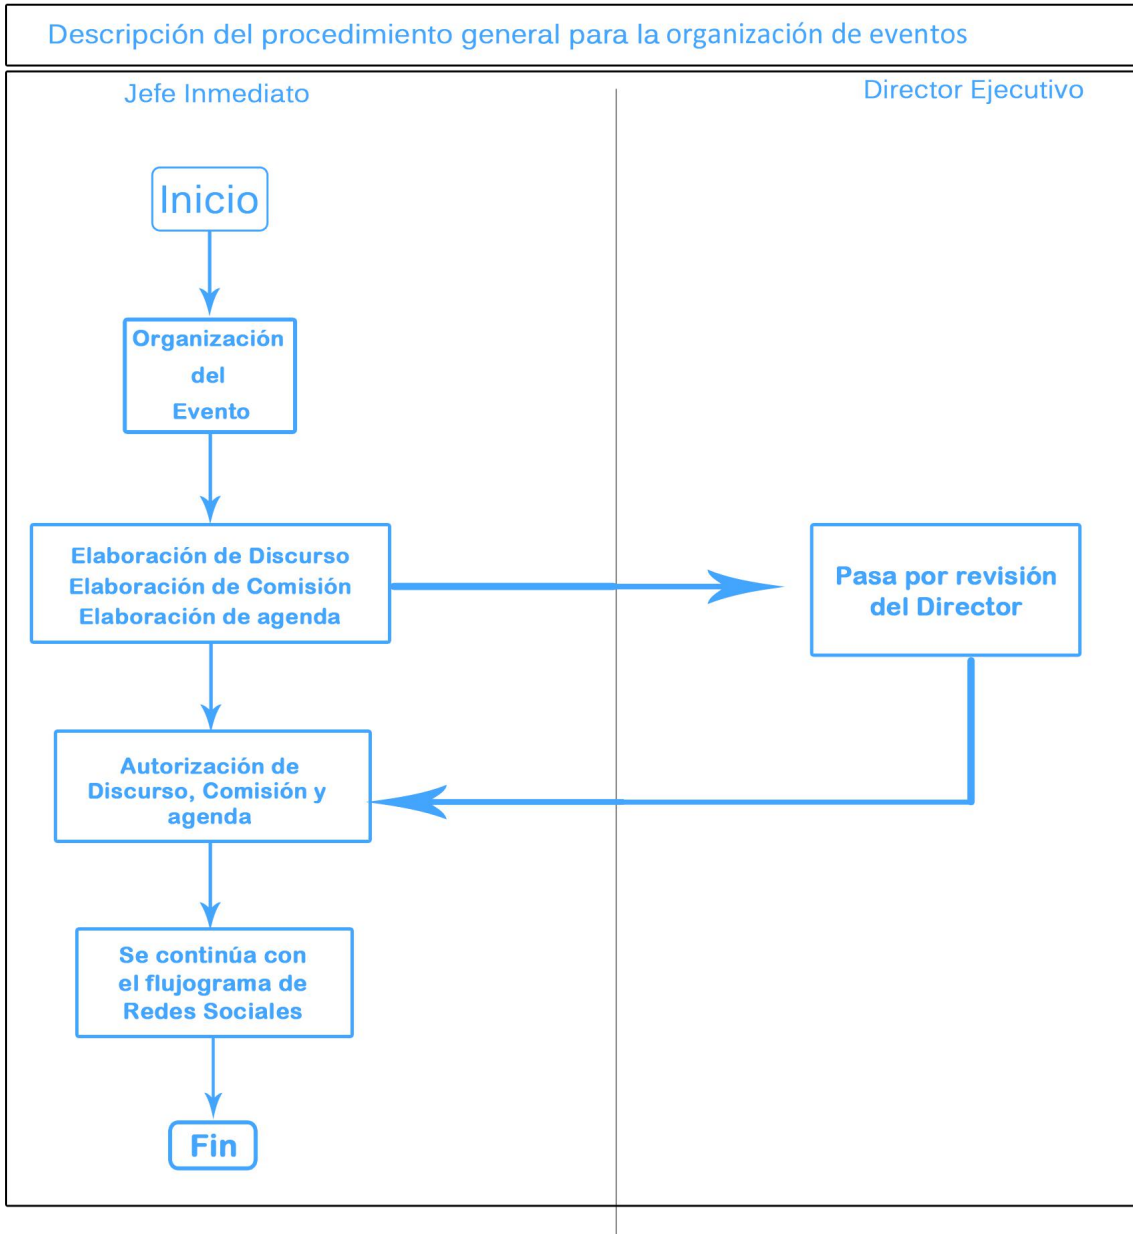 Descripción del procedimiento general para la organización de eventos
Jefe Inmediato
Director Ejecutivo
Inicio
Organización
del
Evento
Elaboración de Discurso
Elaboración de Comisión
Elaboración de agenda
Pasa por revisión
del Director
Autorización de
Discurso, Comisión y
agenda
Se continúa con
el flujograma de
Redes Sociales
Fin